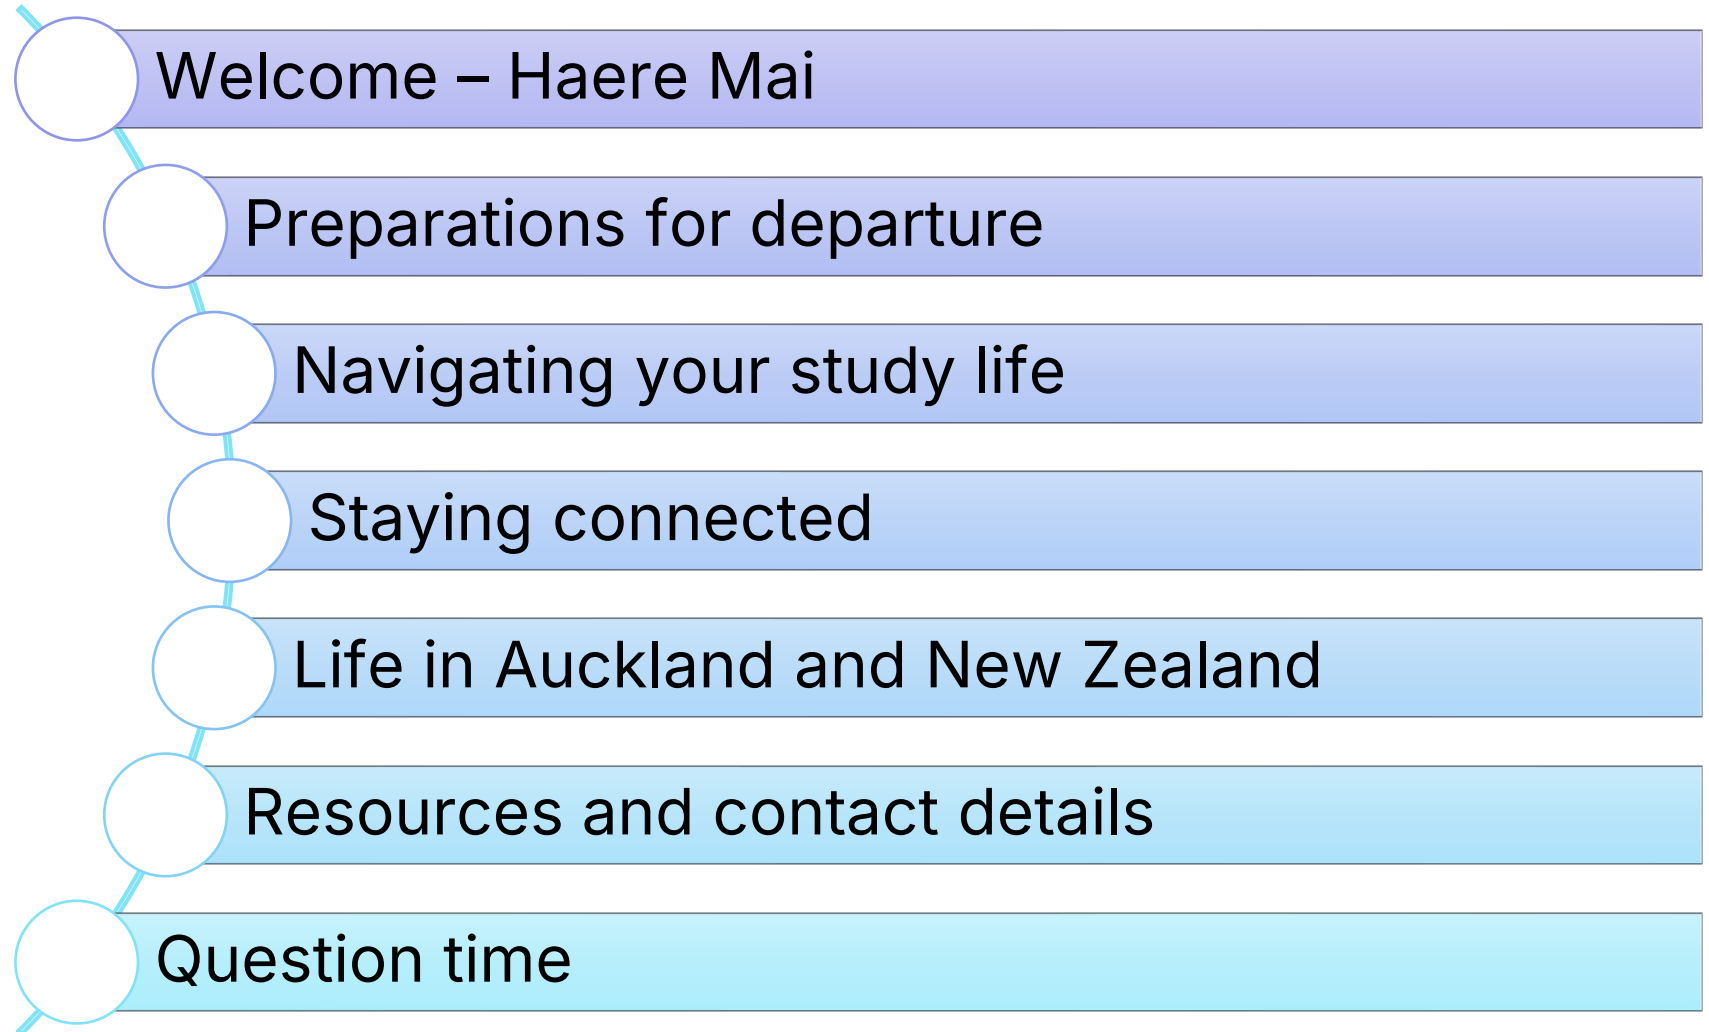 Welcome – Haere Mai
Preparations for departure
Navigating your study life
Staying connected
Life in Auckland and New Zealand
Resources and contact details
Question time